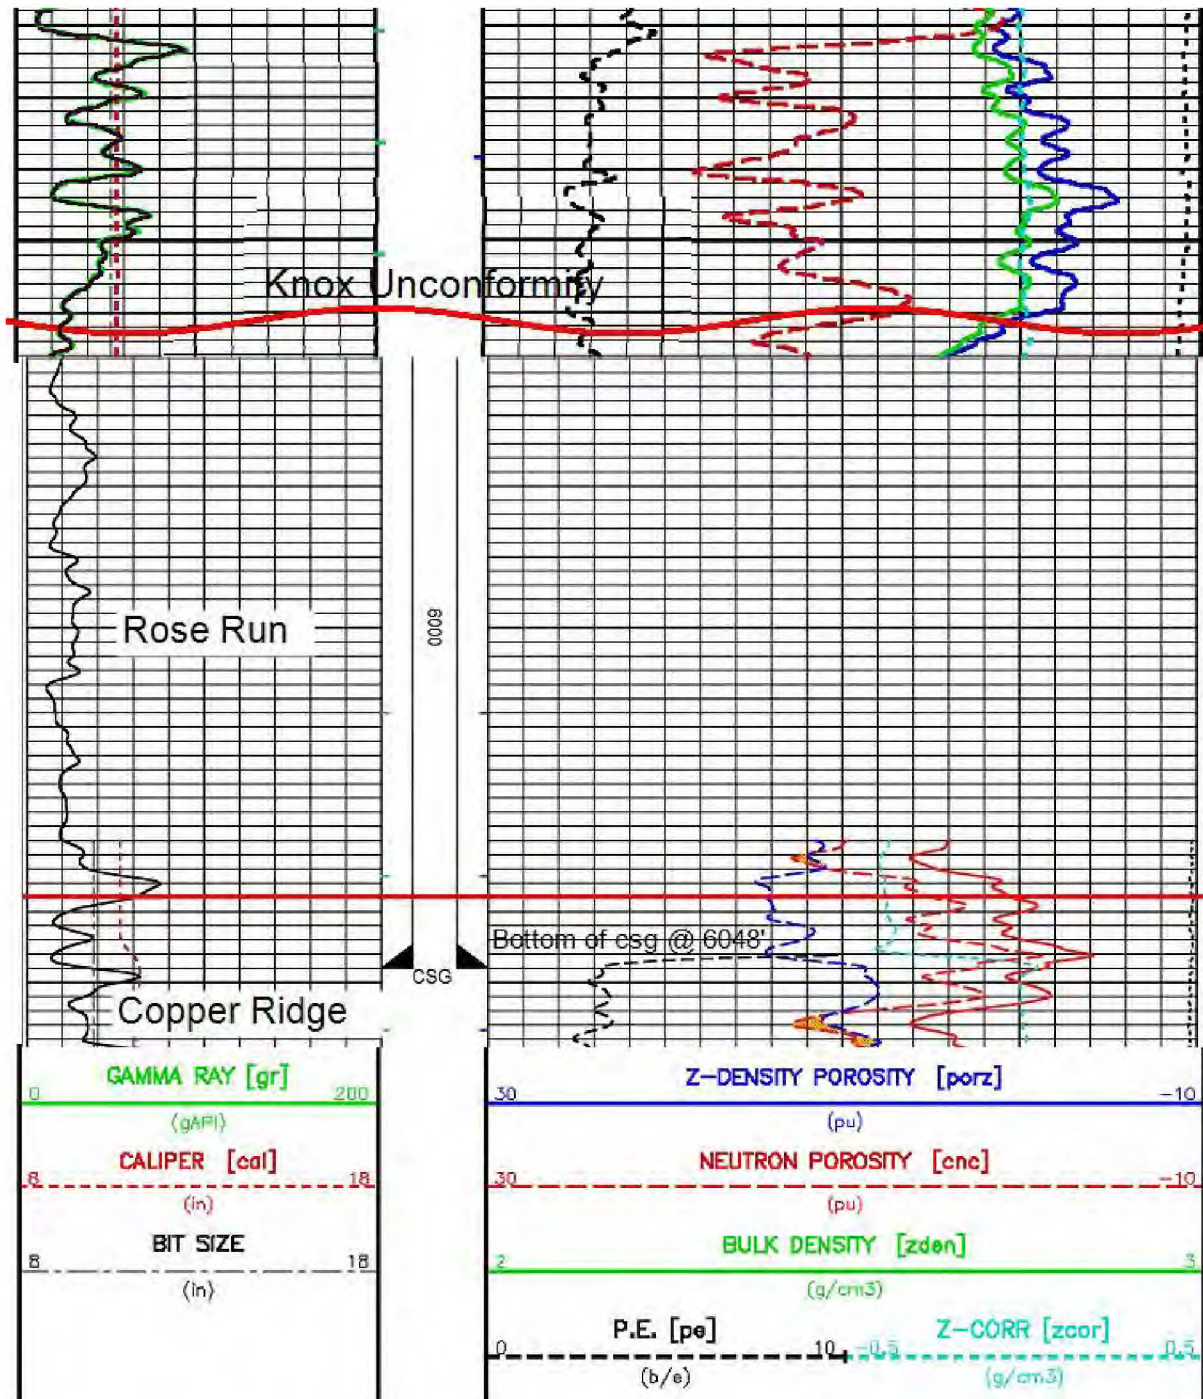 Knox Unconformity
Rose Run
6000
Bottom of csg @ 6048'
CSG
Copper Ridge
GAMMA RAY [gr]
0 200
(gAPI)
CALIPER [cal]
8 18
(in)
BIT SIZE
8 18
(in)
Z-DENSITY POROSITY [porz]
30 -10
(pu)
NEUTRON POROSITY [cnc]
30 -10
(pu)
BULK DENSITY [zden]
2 3
(g/cm3)
P.E. [pe] Z-CORR [zcor]
0 10 -0.5 0.5
(b/e) (g/cm3)